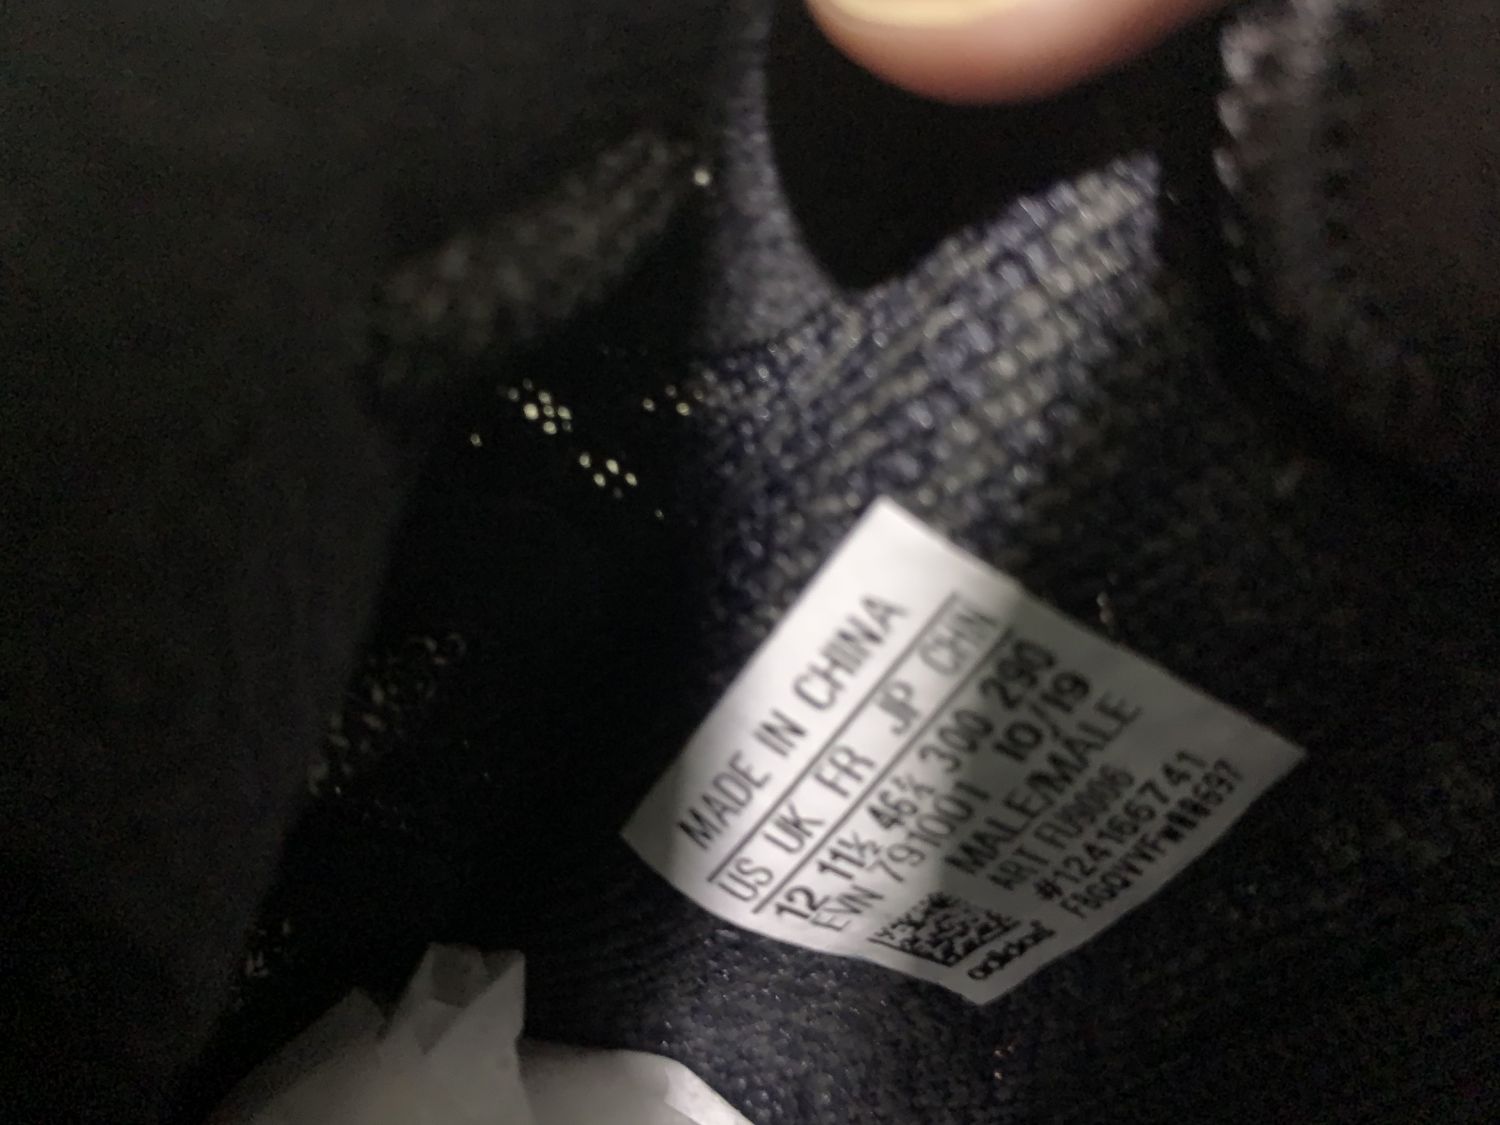 MADE IN CHINA
US UK FR JP CHN
12 11½ 46⅔ 300 290
EVN 791001 10/19
MALE/MALE
ART FU9006
#124166741
adidas